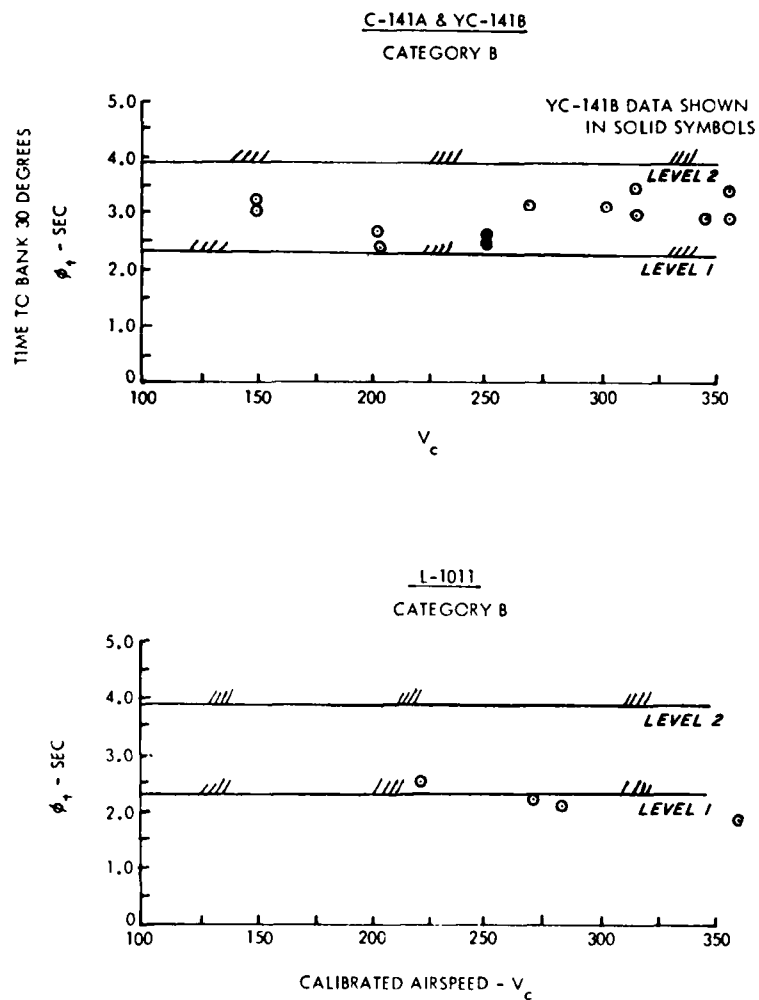 C-141A & YC-141B
CATEGORY B
YC-141B DATA SHOWN
IN SOLID SYMBOLS
TIME TO BANK 30 DEGREES
ϕₜ - SEC
5.0
4.0
3.0
2.0
1.0
0
LEVEL 2
LEVEL 1
100 150 200 250 300 350
V_c
L-1011
CATEGORY B
ϕₜ - SEC
5.0
4.0
3.0
2.0
1.0
0
LEVEL 2
LEVEL 1
100 150 200 250 300 350
CALIBRATED AIRSPEED - V_c